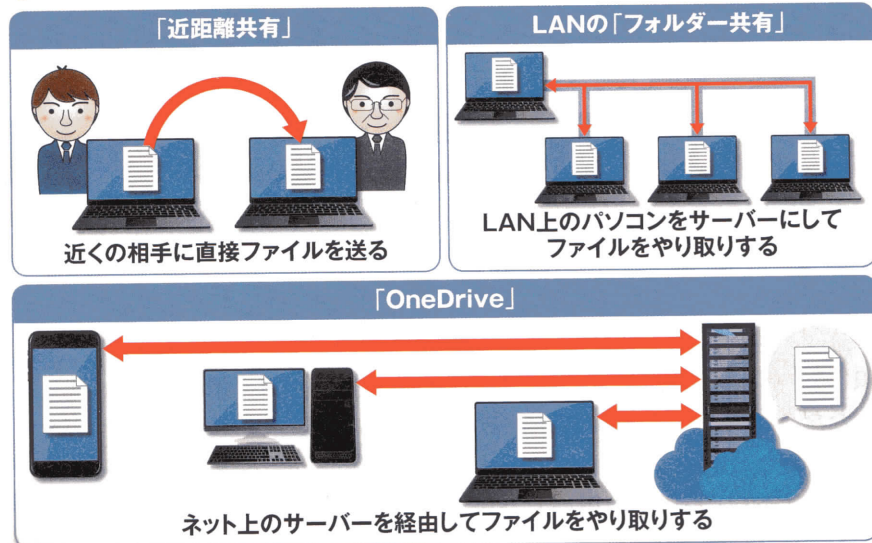 「近距離共有」
近くの相手に直接ファイルを送る
LANの「フォルダー共有」
LAN上のパソコンをサーバーにして
ファイルをやり取りする
「OneDrive」
ネット上のサーバーを経由してファイルをやり取りする